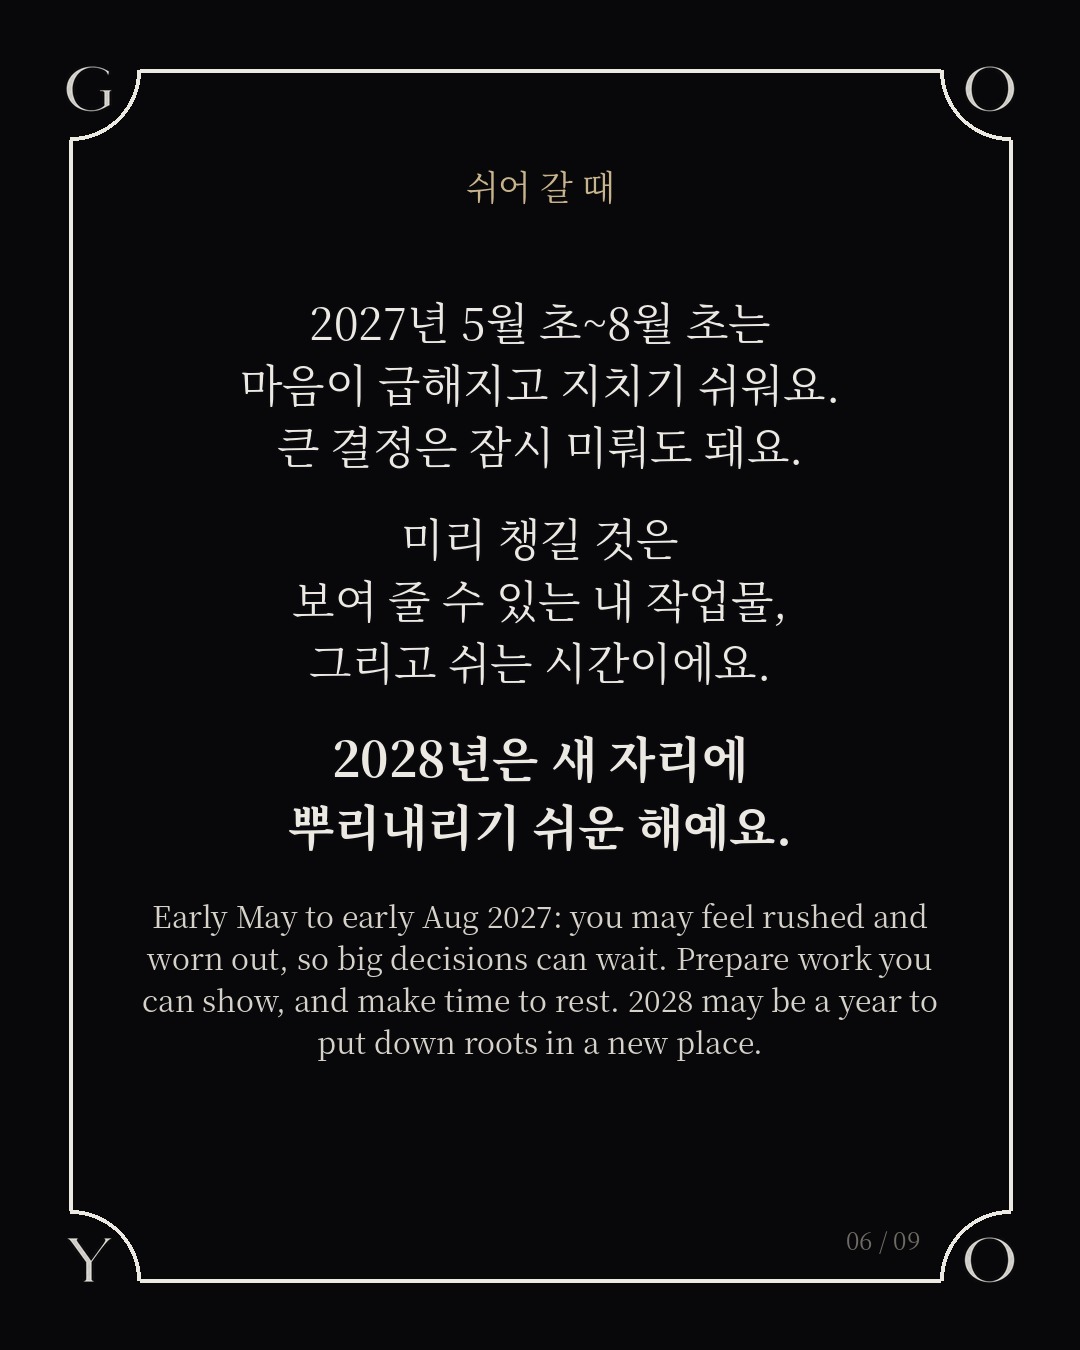 G O
쉬어 갈 때
2027년 5월 초~8월 초는
마음이 급해지고 지치기 쉬워요.
큰 결정은 잠시 미뤄도 돼요.
미리 챙길 것은
보여 줄 수 있는 내 작업물,
그리고 쉬는 시간이에요.
2028년은 새 자리에
뿌리내리기 쉬운 해예요.
Early May to early Aug 2027: you may feel rushed and
worn out, so big decisions can wait. Prepare work you
can show, and make time to rest. 2028 may be a year to
put down roots in a new place.
06 / 09
Y O